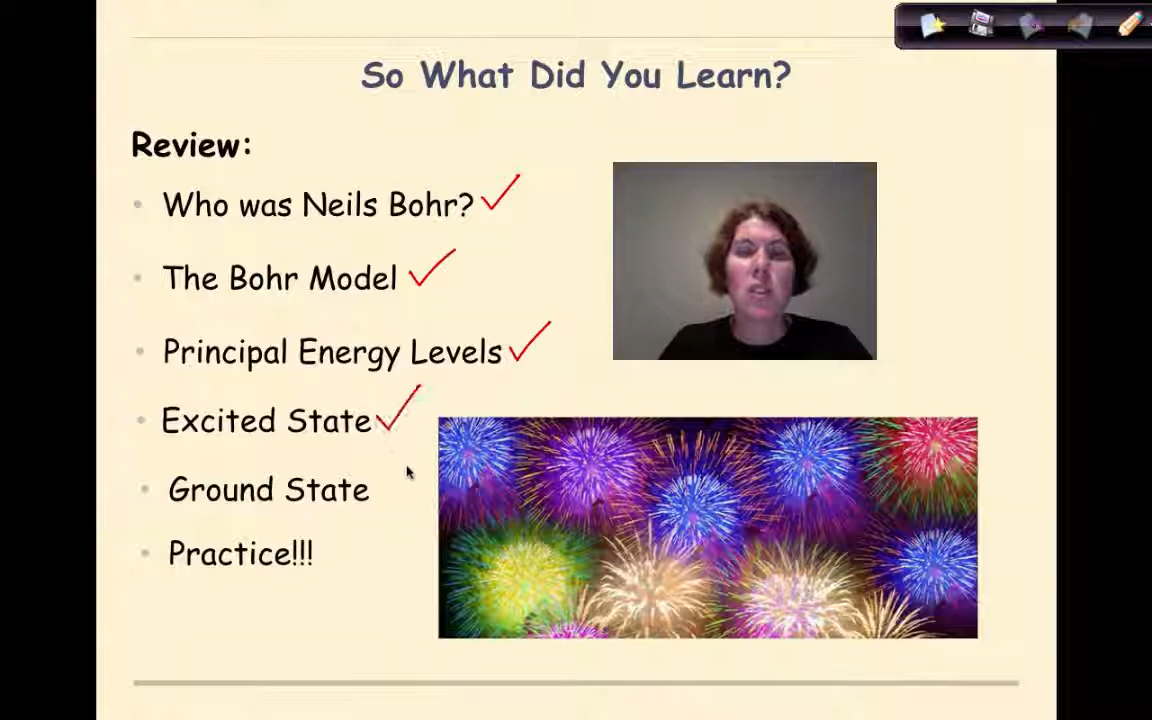 So What Did You Learn?
Review:
• Who was Neils Bohr?
• The Bohr Model
• Principal Energy Levels
• Excited State
• Ground State
• Practice!!!